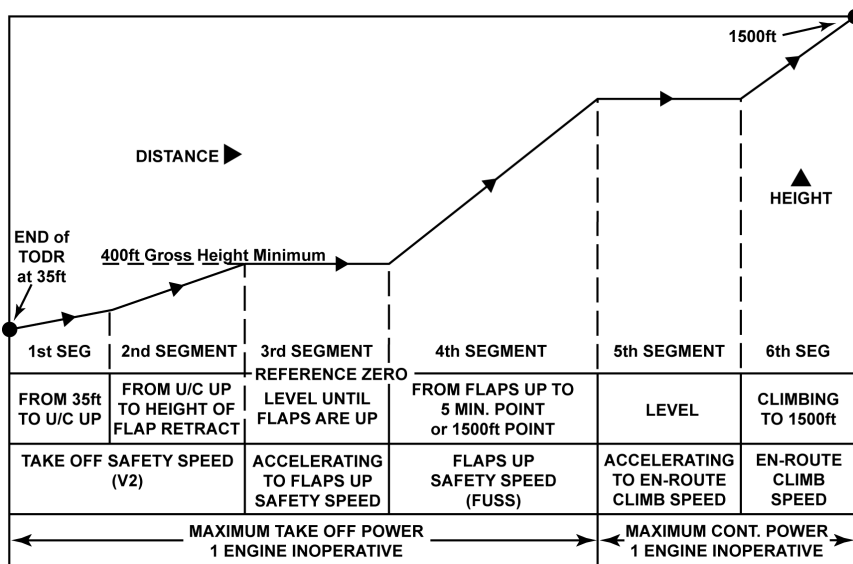 1500ft
DISTANCE
HEIGHT
END of
TODR
at 35ft
400ft Gross Height Minimum
1st SEG
2nd SEGMENT
3rd SEGMENT
4th SEGMENT
5th SEGMENT
6th SEG
REFERENCE ZERO
FROM 35ft
TO U/C UP
FROM U/C UP
TO HEIGHT OF
FLAP RETRACT
LEVEL UNTIL
FLAPS ARE UP
FROM FLAPS UP TO
5 MIN. POINT
or 1500ft POINT
LEVEL
CLIMBING
TO 1500ft
TAKE OFF SAFETY SPEED
(V2)
ACCELERATING
TO FLAPS UP
SAFETY SPEED
FLAPS UP
SAFETY SPEED
(FUSS)
ACCELERATING
TO EN-ROUTE
CLIMB SPEED
EN-ROUTE
CLIMB
SPEED
MAXIMUM TAKE OFF POWER
1 ENGINE INOPERATIVE
MAXIMUM CONT. POWER
1 ENGINE INOPERATIVE